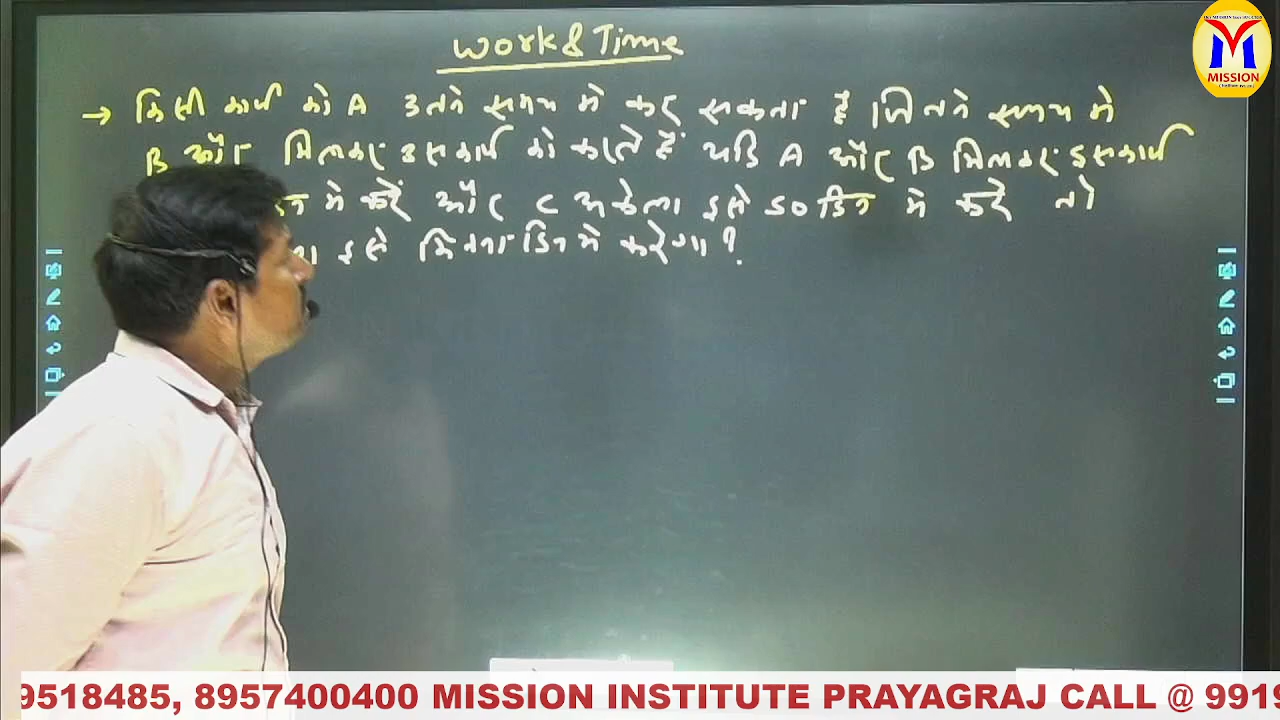 Work & Time
→ किसी कार्य को A उतने समय में कर सकता है जितने समय में
B और मिलकर इस कार्य को करते हैं यदि A और B मिलकर इस कार्य
में करें और C अकेला इसे 50 दिन में करे तो
इसे कितना दिन में करेगा ?
MISSION
9518485, 8957400400 MISSION INSTITUTE PRAYAGRAJ CALL @ 9919